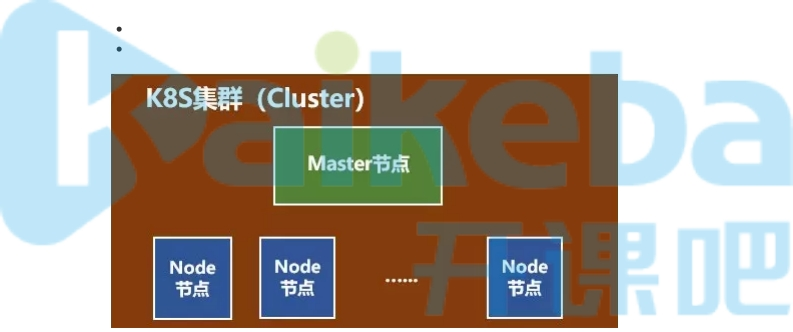 K8S集群（Cluster）
Master节点
Node
节点
Node
节点
......
Node
节点
Kaikeba
开课吧